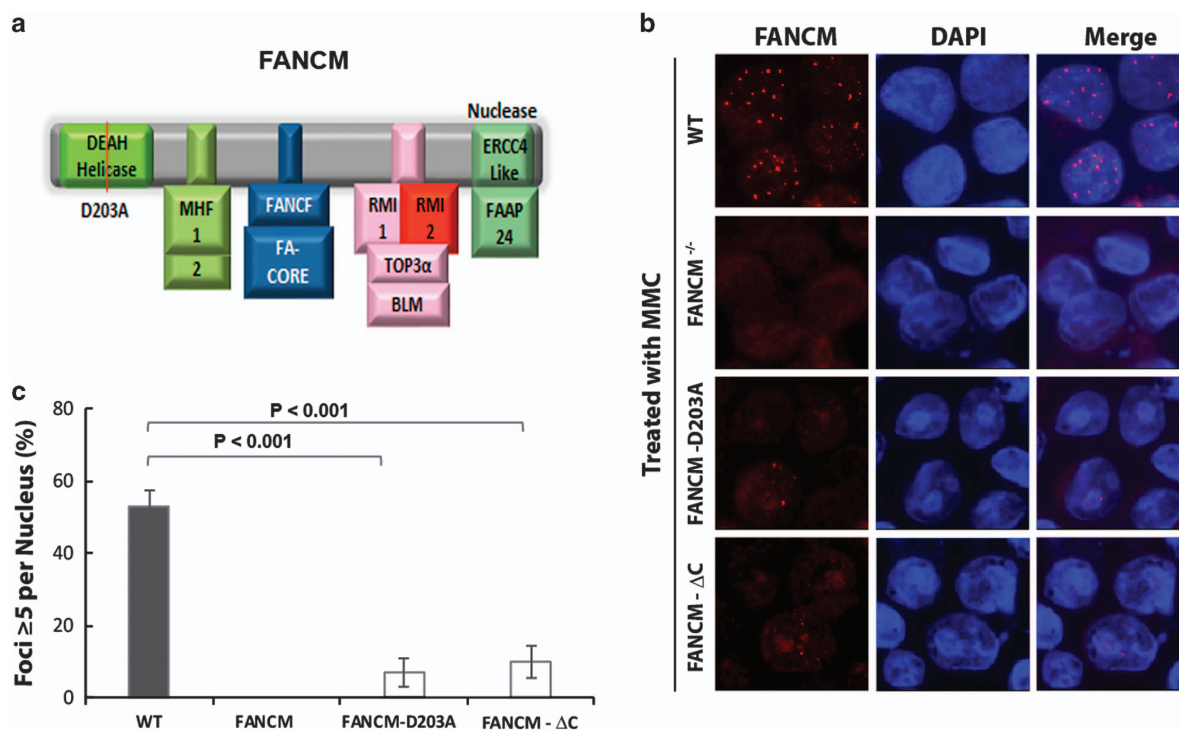 a
FANCM
Nuclease
DEAH
Helicase
ERCC4
Like
D203A
MHF
1
2
FANCF
FA-
CORE
RMI
1
RMI
2
TOP3α
BLM
FAAP
24
b
FANCM
DAPI
Merge
Treated with MMC
WT
FANCM-/-
FANCM-D203A
FANCM - ΔC
c
Foci ≥5 per Nucleus (%)
80
60
40
20
0
P < 0.001
P < 0.001
WT
FANCM
FANCM-D203A
FANCM - ΔC